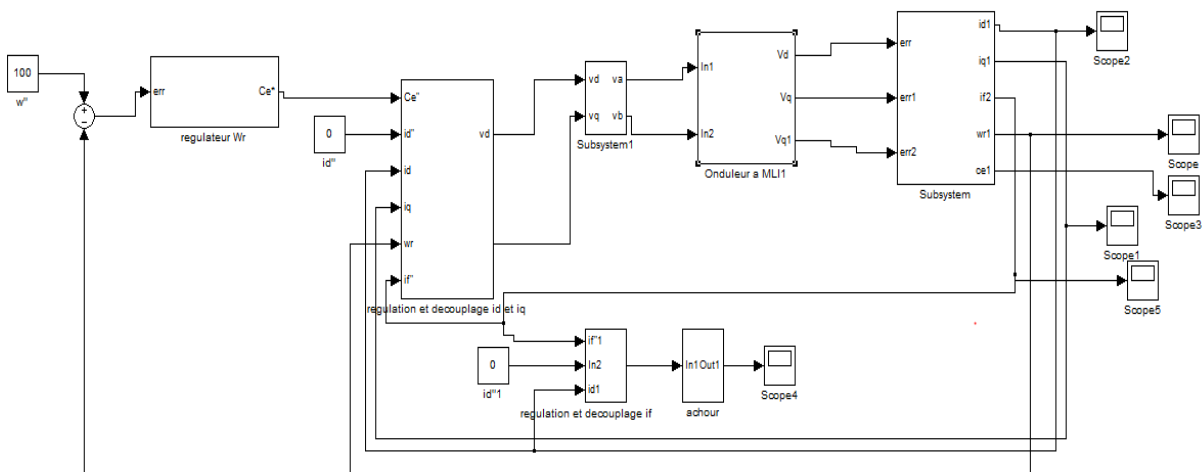 100
w"
+
−
err
Ce*
regulateur Wr
0
id"
Ce"
id"
id
iq
wr
if"
vd
regulation et decouplage id et iq
vd
vq
va
vb
Subsystem1
In1
In2
Vd
Vq
Vq1
Onduleur a MLI1
err
err1
err2
id1
iq1
if2
wr1
ce1
Subsystem
Scope2
Scope
Scope3
Scope1
Scope5
0
id"1
if"1
In2
id1
regulation et decouplage if
In1Out1
achour
Scope4